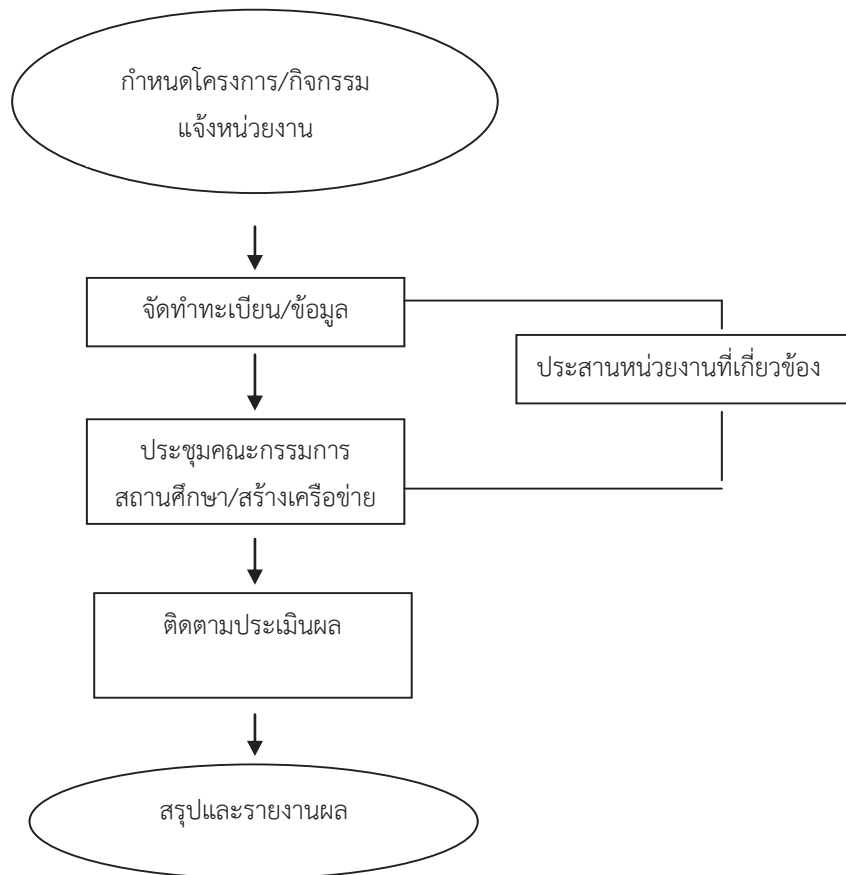 กำหนดโครงการ/กิจกรรม
แจ้งหน่วยงาน
จัดทำทะเบียน/ข้อมูล
ประสานหน่วยงานที่เกี่ยวข้อง
ประชุมคณะกรรมการ
สถานศึกษา/สร้างเครือข่าย
ติดตามประเมินผล
สรุปและรายงานผล